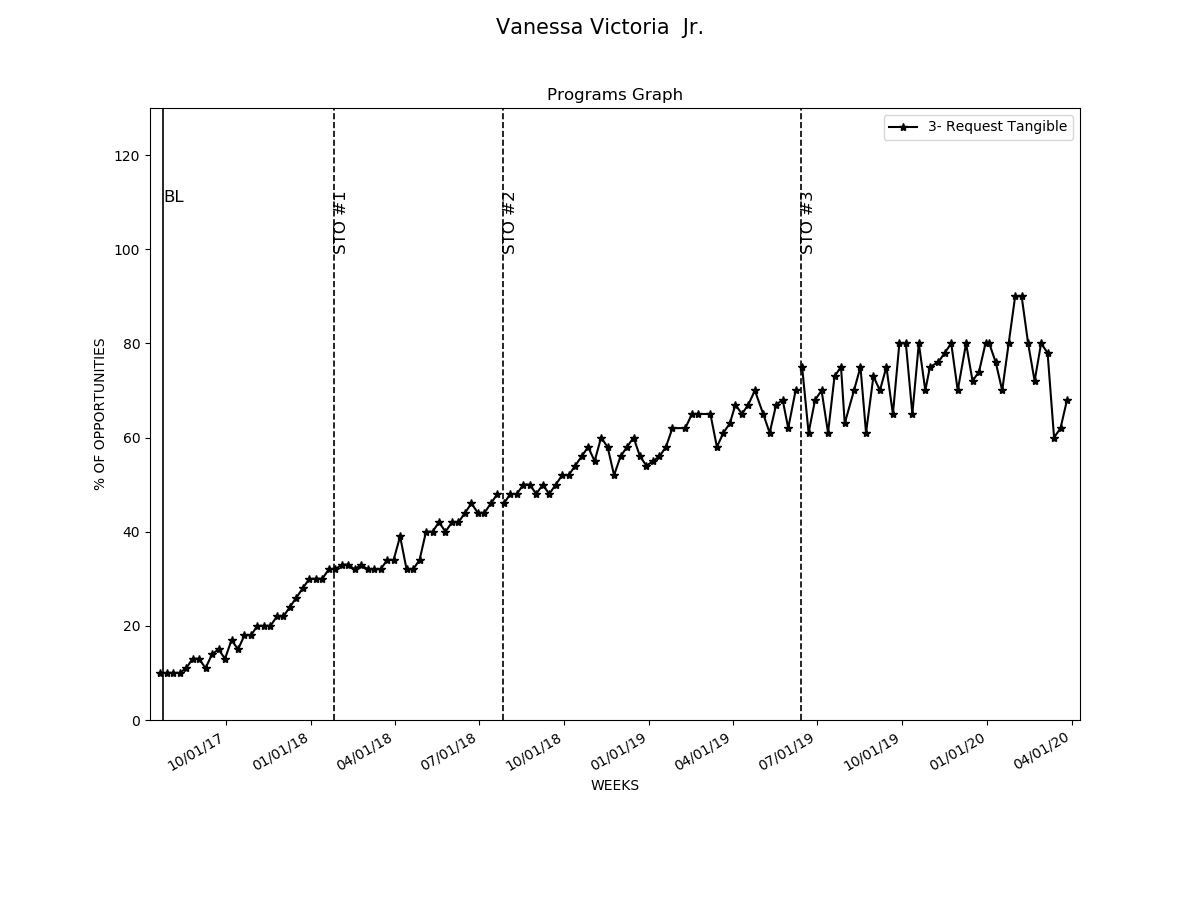 Vanessa Victoria  Jr.
Programs Graph
3- Request Tangible
120
100
80
60
40
20
0
% OF OPPORTUNITIES
BL
STO #1
STO #2
STO #3
10/01/17
01/01/18
04/01/18
07/01/18
10/01/18
01/01/19
04/01/19
07/01/19
10/01/19
01/01/20
04/01/20
WEEKS